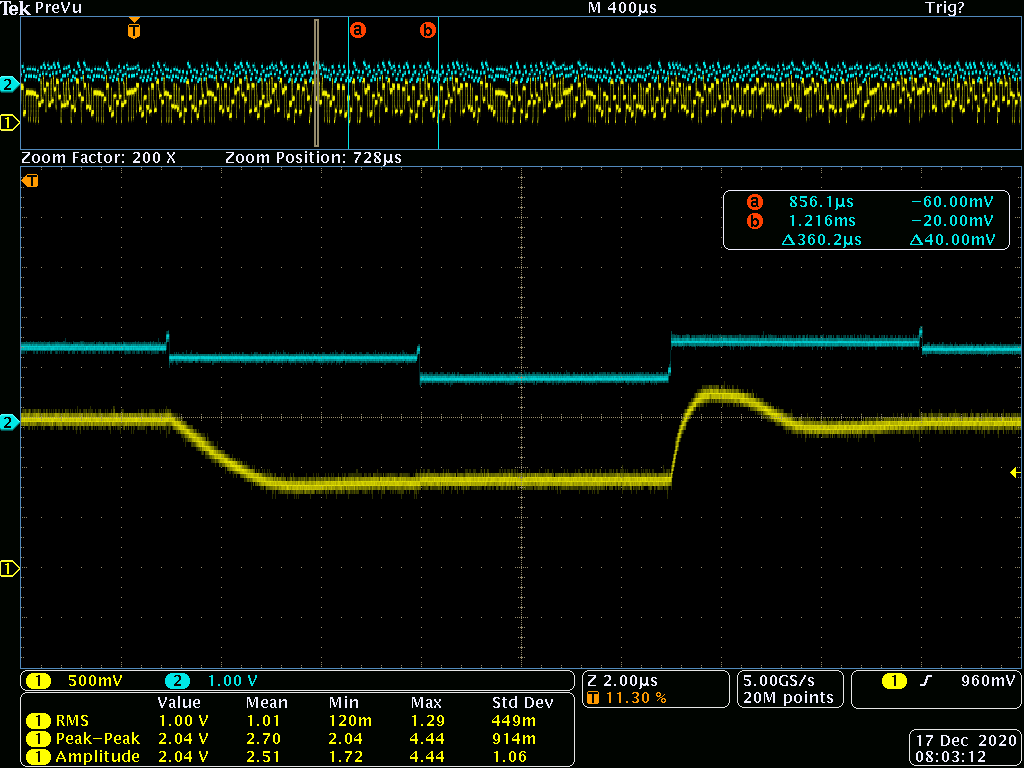 Tek PreVu M 400µs Trig?
T a b
2
1
Zoom Factor: 200 X Zoom Position: 728µs
T
a 856.1µs −60.00mV
b 1.216ms −20.00mV
Δ360.2µs Δ40.00mV
2
1
1 500mV 2 1.00 V Z 2.00µs 5.00GS/s 1 960mV
T 11.30 % 20M points
Value Mean Min Max Std Dev
1 RMS 1.00 V 1.01 120m 1.29 449m
1 Peak−Peak 2.04 V 2.70 2.04 4.44 914m
1 Amplitude 2.04 V 2.51 1.72 4.44 1.06
17 Dec 2020
08:03:12